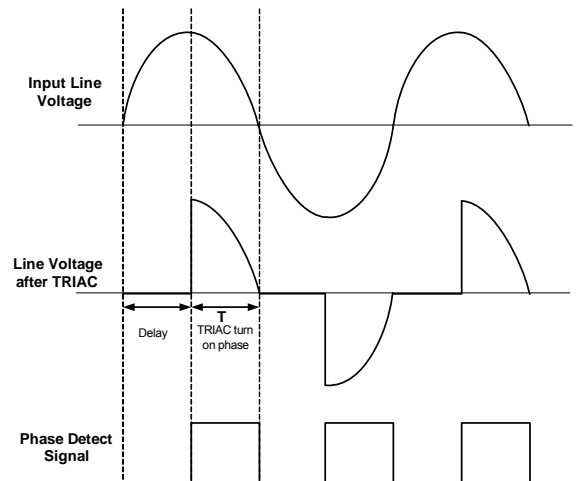 Input Line
Voltage
Line Voltage
after TRIAC
Delay
T
TRIAC turn
on phase
Phase Detect
Signal